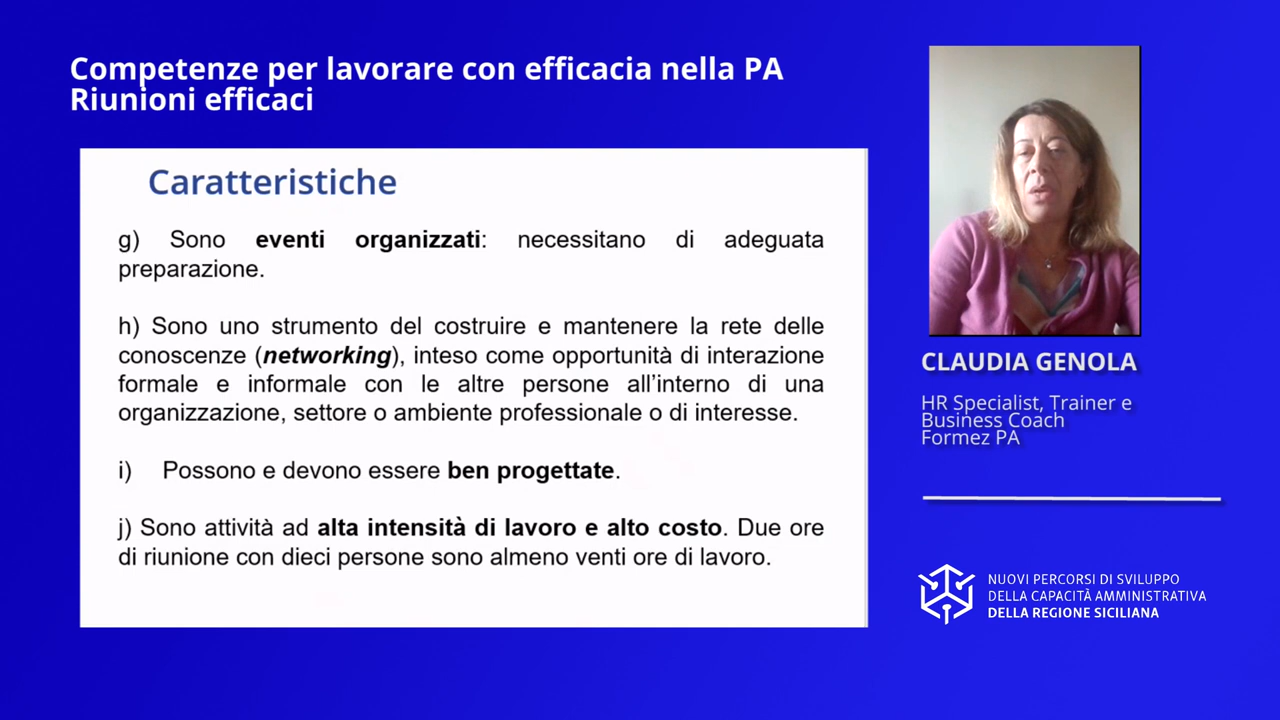 Competenze per lavorare con efficacia nella PA
Riunioni efficaci
Caratteristiche
g) Sono eventi organizzati: necessitano di adeguata
preparazione.
h) Sono uno strumento del costruire e mantenere la rete delle
conoscenze (networking), inteso come opportunità di interazione
formale e informale con le altre persone all'interno di una
organizzazione, settore o ambiente professionale o di interesse.
i) Possono e devono essere ben progettate.
j) Sono attività ad alta intensità di lavoro e alto costo. Due ore
di riunione con dieci persone sono almeno venti ore di lavoro.
CLAUDIA GENOLA
HR Specialist, Trainer e
Business Coach
Formez PA
NUOVI PERCORSI DI SVILUPPO
DELLA CAPACITÀ AMMINISTRATIVA
DELLA REGIONE SICILIANA